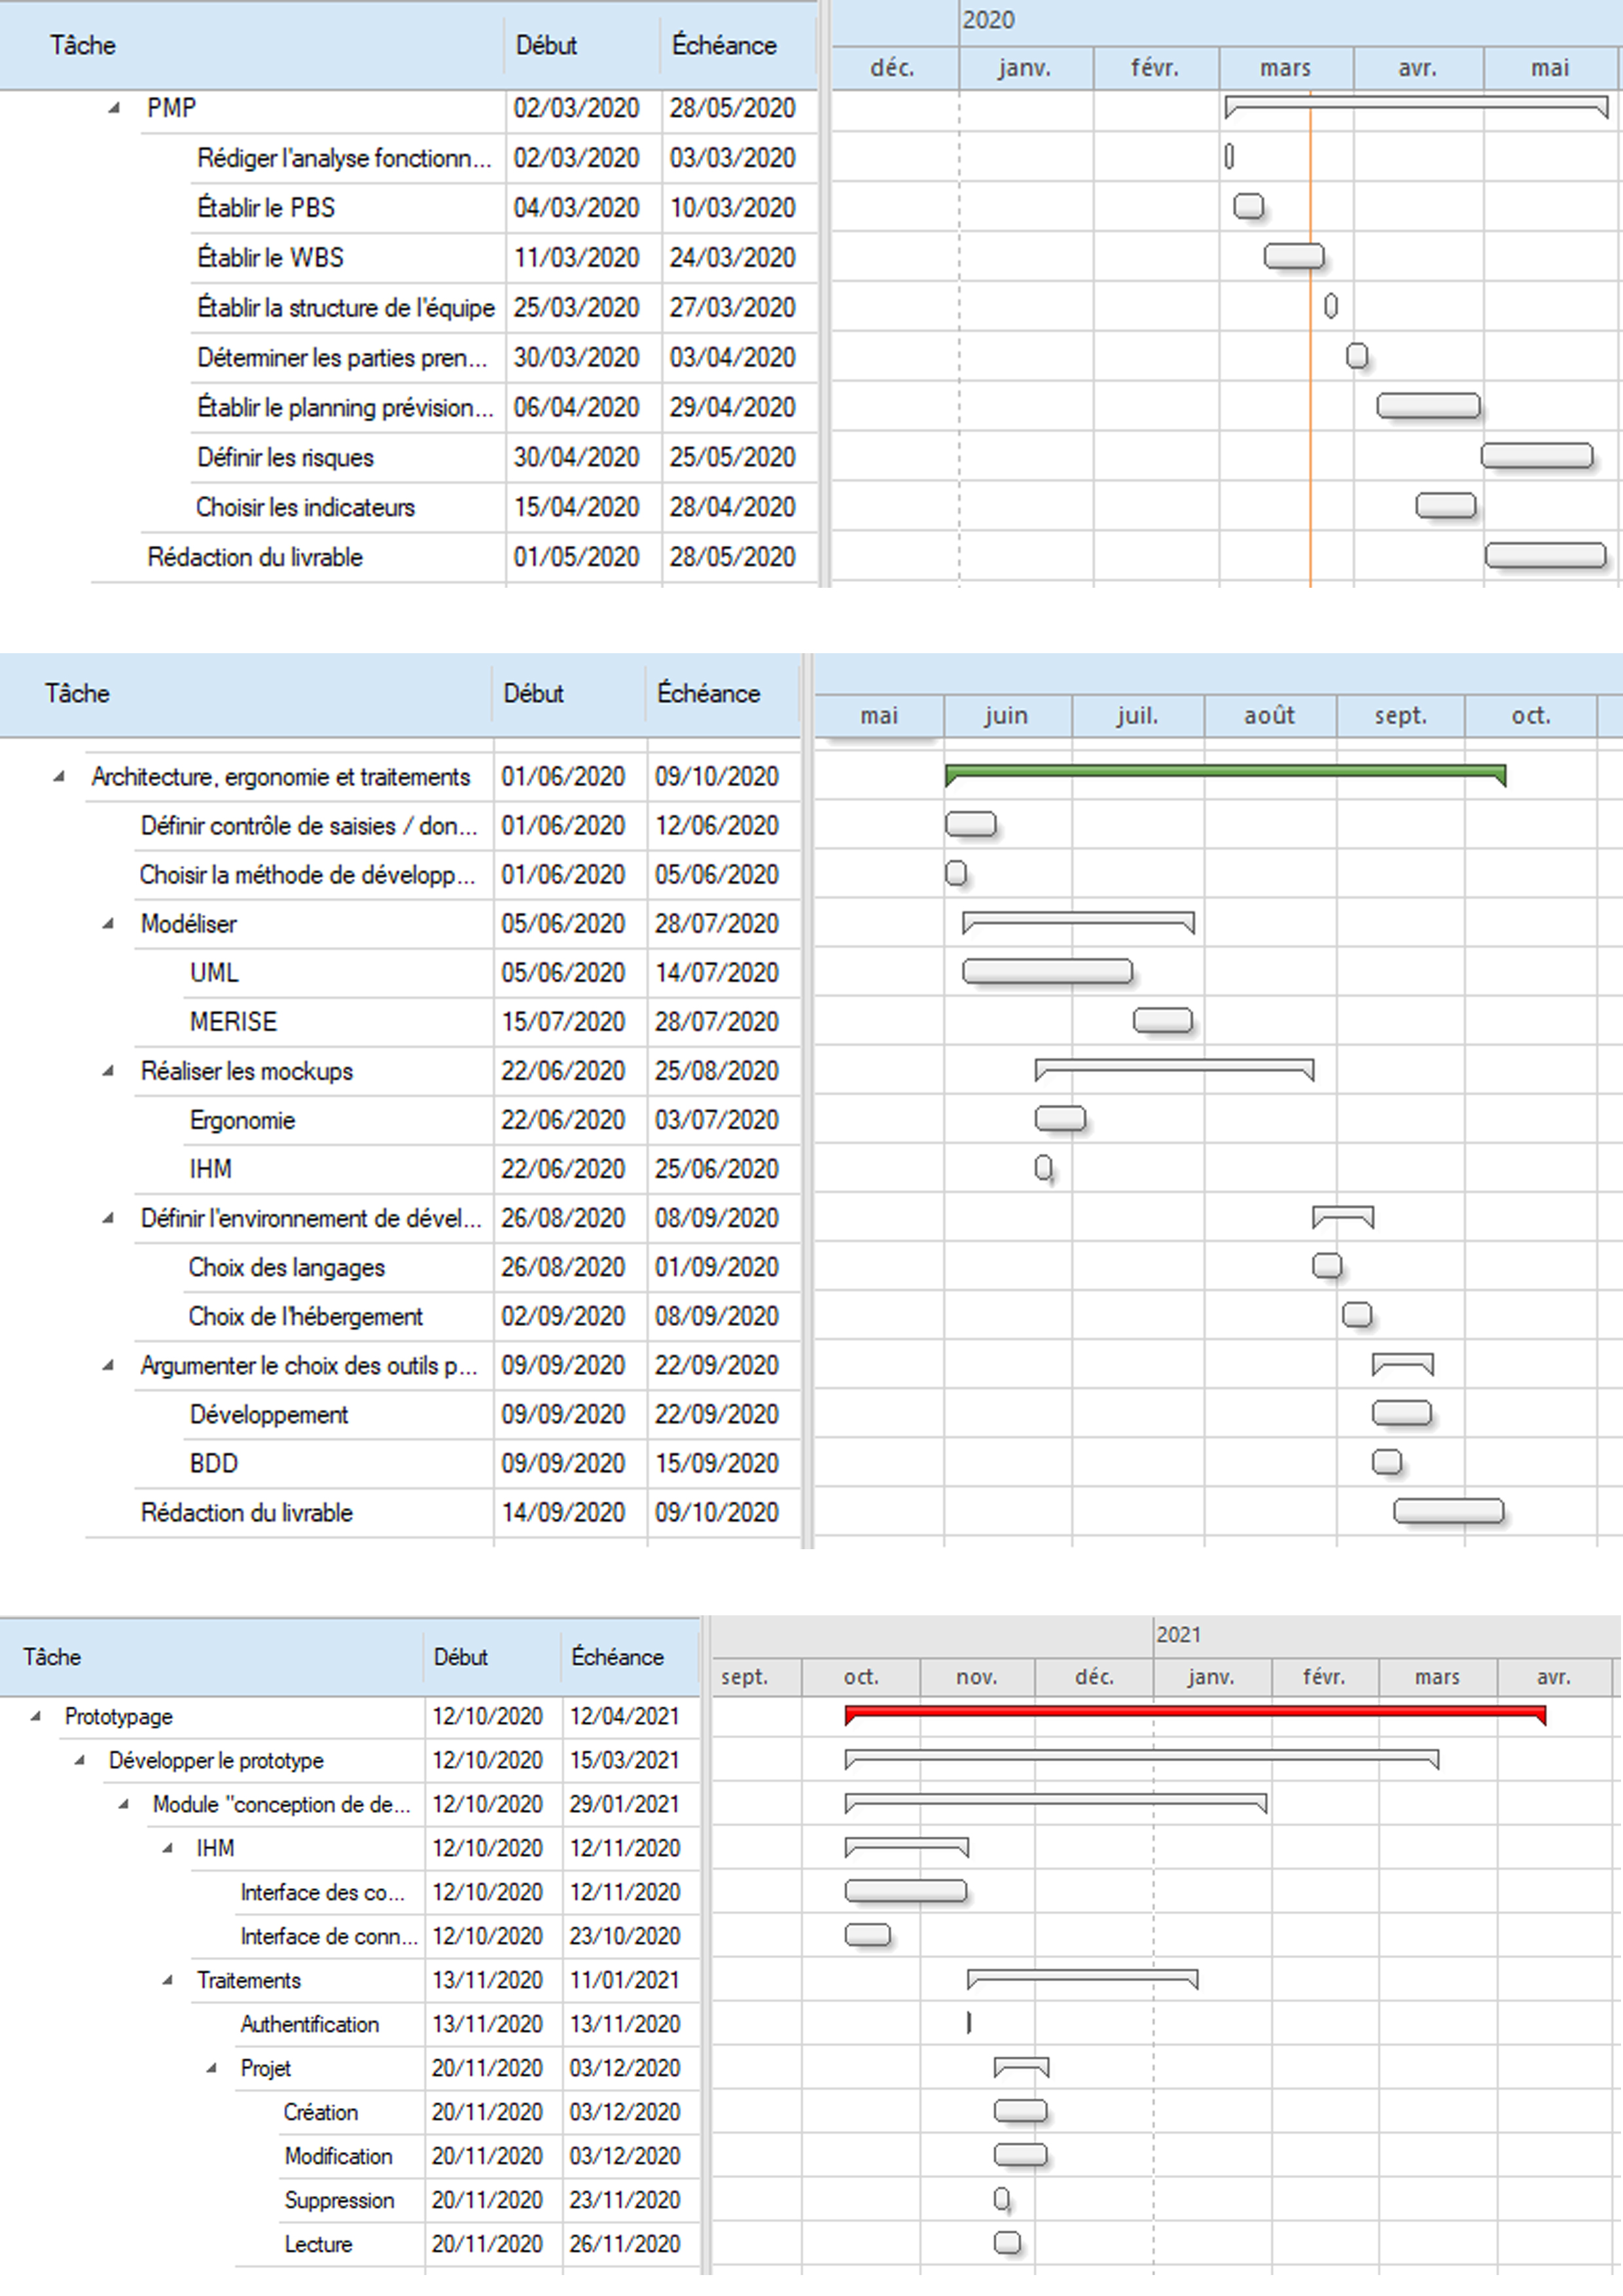 2020
Tâche Début Échéance déc. janv. févr. mars avr. mai
PMP 02/03/2020 28/05/2020
Rédiger l'analyse fonctionn... 02/03/2020 03/03/2020
Établir le PBS 04/03/2020 10/03/2020
Établir le WBS 11/03/2020 24/03/2020
Établir la structure de l'équipe 25/03/2020 27/03/2020
Déterminer les parties pren... 30/03/2020 03/04/2020
Établir le planning prévision... 06/04/2020 29/04/2020
Définir les risques 30/04/2020 25/05/2020
Choisir les indicateurs 15/04/2020 28/04/2020
Rédaction du livrable 01/05/2020 28/05/2020
Tâche Début Échéance mai juin juil. août sept. oct.
Architecture, ergonomie et traitements 01/06/2020 09/10/2020
Définir contrôle de saisies / don... 01/06/2020 12/06/2020
Choisir la méthode de développ... 01/06/2020 05/06/2020
Modéliser 05/06/2020 28/07/2020
UML 05/06/2020 14/07/2020
MERISE 15/07/2020 28/07/2020
Réaliser les mockups 22/06/2020 25/08/2020
Ergonomie 22/06/2020 03/07/2020
IHM 22/06/2020 25/06/2020
Définir l'environnement de dével... 26/08/2020 08/09/2020
Choix des langages 26/08/2020 01/09/2020
Choix de l'hébergement 02/09/2020 08/09/2020
Argumenter le choix des outils p... 09/09/2020 22/09/2020
Développement 09/09/2020 22/09/2020
BDD 09/09/2020 15/09/2020
Rédaction du livrable 14/09/2020 09/10/2020
2021
Tâche Début Échéance sept. oct. nov. déc. janv. févr. mars avr.
Prototypage 12/10/2020 12/04/2021
Développer le prototype 12/10/2020 15/03/2021
Module "conception de de... 12/10/2020 29/01/2021
IHM 12/10/2020 12/11/2020
Interface des co... 12/10/2020 12/11/2020
Interface de conn... 12/10/2020 23/10/2020
Traitements 13/11/2020 11/01/2021
Authentification 13/11/2020 13/11/2020
Projet 20/11/2020 03/12/2020
Création 20/11/2020 03/12/2020
Modification 20/11/2020 03/12/2020
Suppression 20/11/2020 23/11/2020
Lecture 20/11/2020 26/11/2020